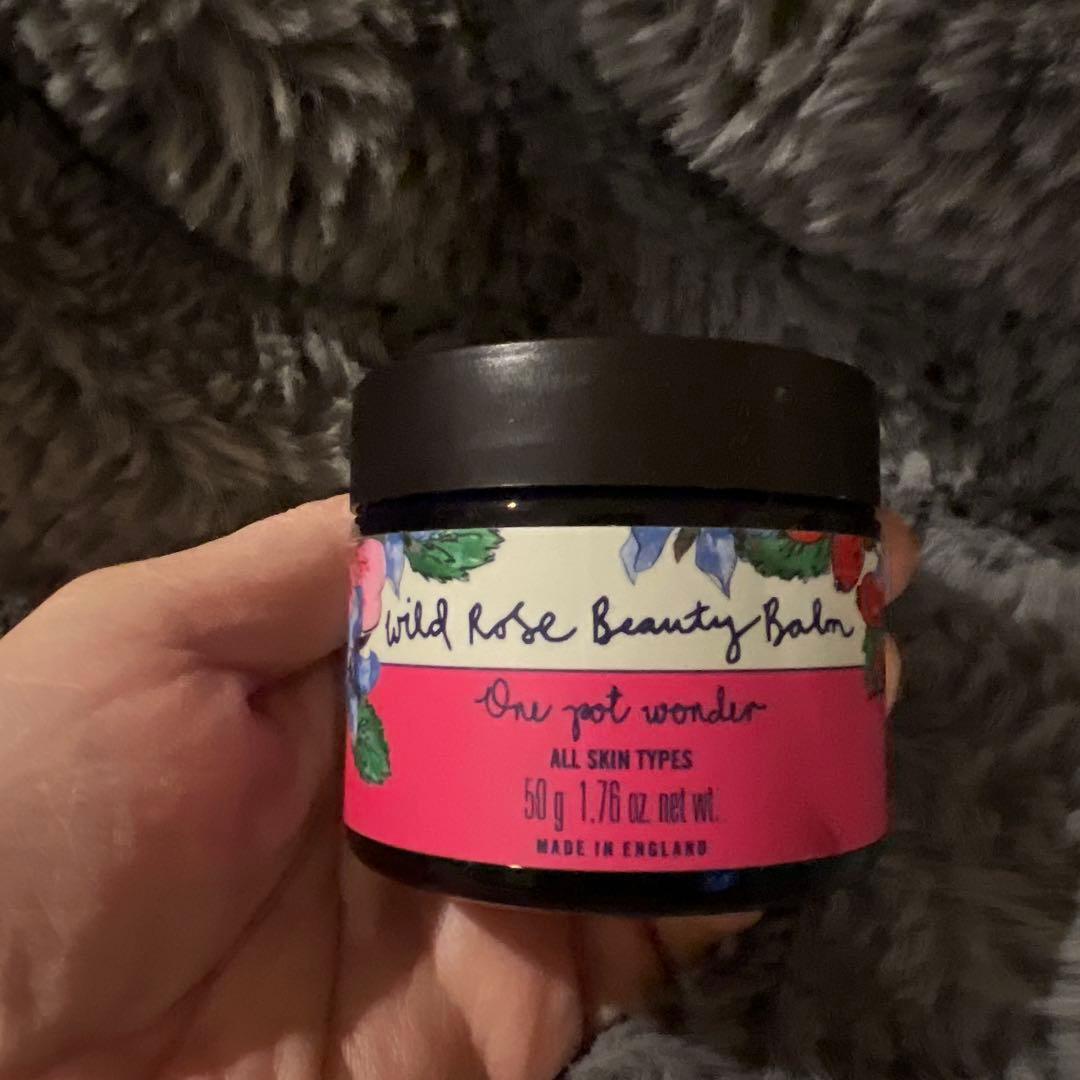 Wild Rose Beauty Balm
One pot wonder
ALL SKIN TYPES
50 g 1.76 oz. net wt.
MADE IN ENGLAND